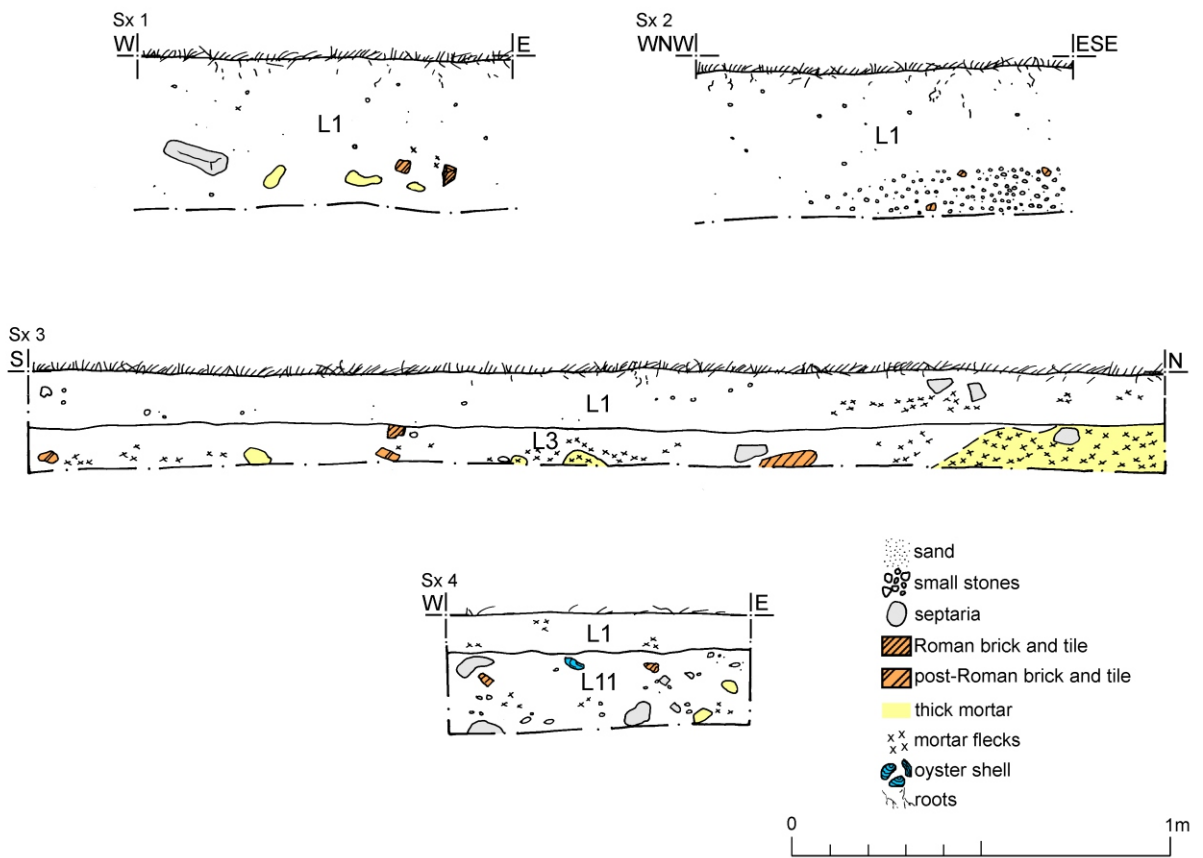 Sx 1
W E
L1
Sx 2
WNW ESE
L1
Sx 3
S N
L1
L3
Sx 4
W E
L1
L11
sand
small stones
septaria
Roman brick and tile
post-Roman brick and tile
thick mortar
mortar flecks
oyster shell
roots
0 1m